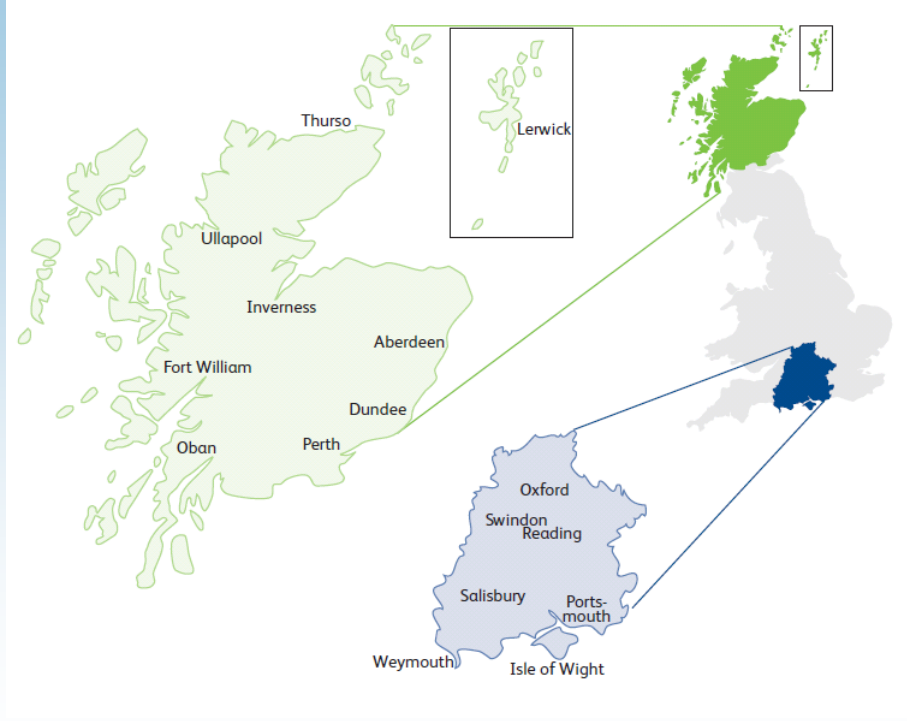 Thurso
Lerwick
Ullapool
Inverness
Aberdeen
Fort William
Dundee
Perth
Oban
Oxford
Swindon
Reading
Salisbury
Ports-
mouth
Weymouth
Isle of Wight